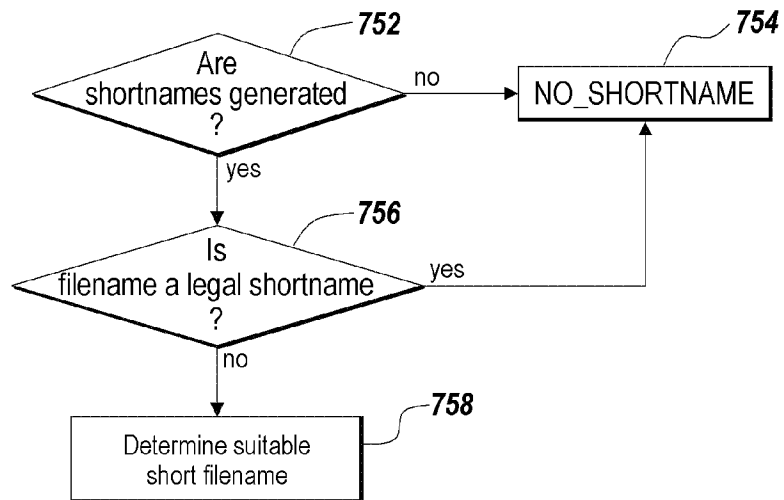 752
Are
shortnames generated
?
no
754
NO_SHORTNAME
yes
756
Is
filename a legal shortname
?
yes
no
758
Determine suitable
short filename